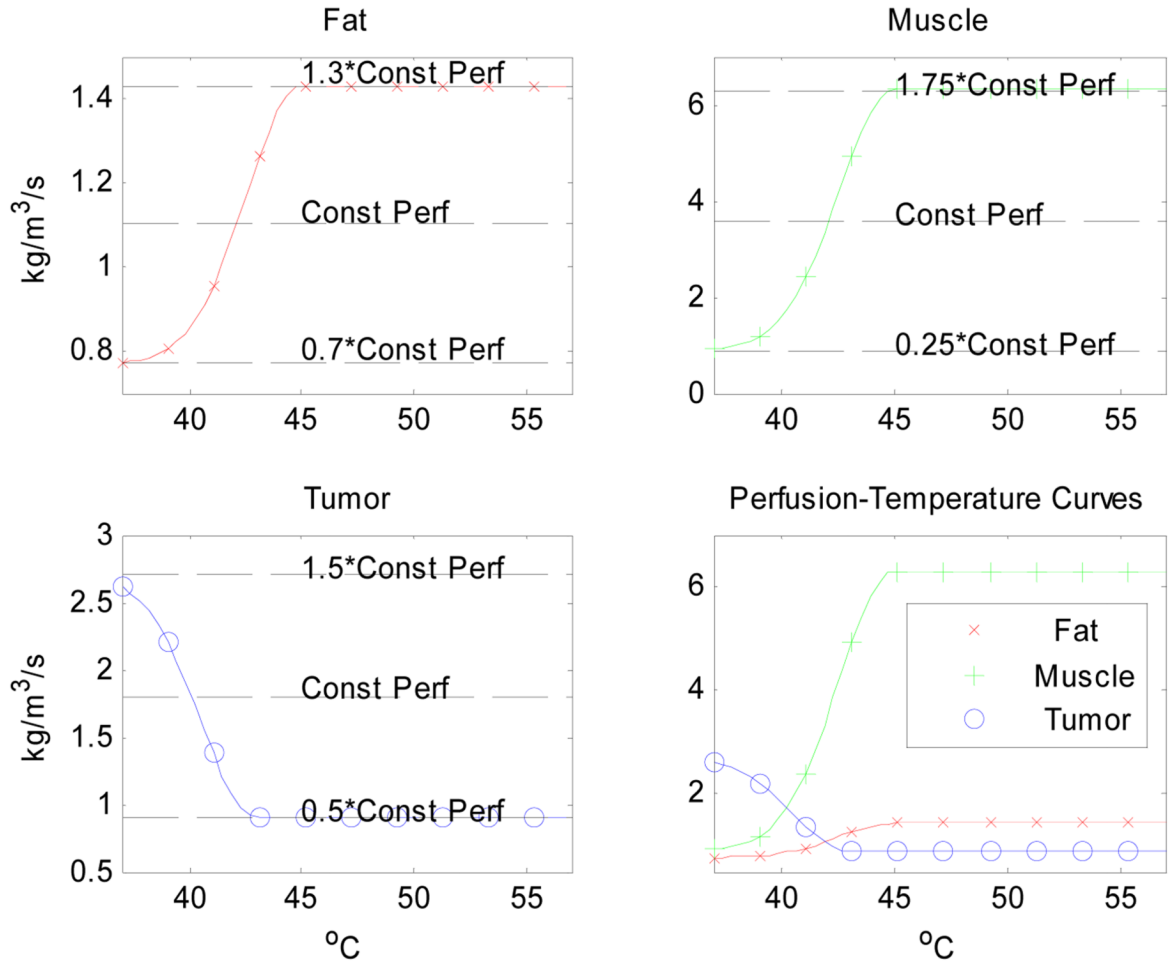 Fat
kg/m³/s
1.4
1.2
1
0.8
1.3*Const Perf
Const Perf
0.7*Const Perf
40 45 50 55
Muscle
6
4
2
0
1.75*Const Perf
Const Perf
0.25*Const Perf
40 45 50 55
Tumor
kg/m³/s
3
2.5
2
1.5
1
0.5
1.5*Const Perf
Const Perf
0.5*Const Perf
40 45 50 55
ºC
Perfusion-Temperature Curves
6
4
2
Fat
Muscle
Tumor
40 45 50 55
ºC